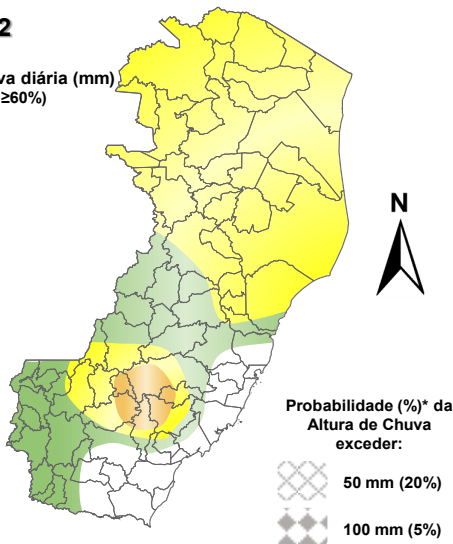 2
va diária (mm)
≥60%)
N
Probabilidade (%)* da
Altura de Chuva
exceder:
50 mm (20%)
100 mm (5%)